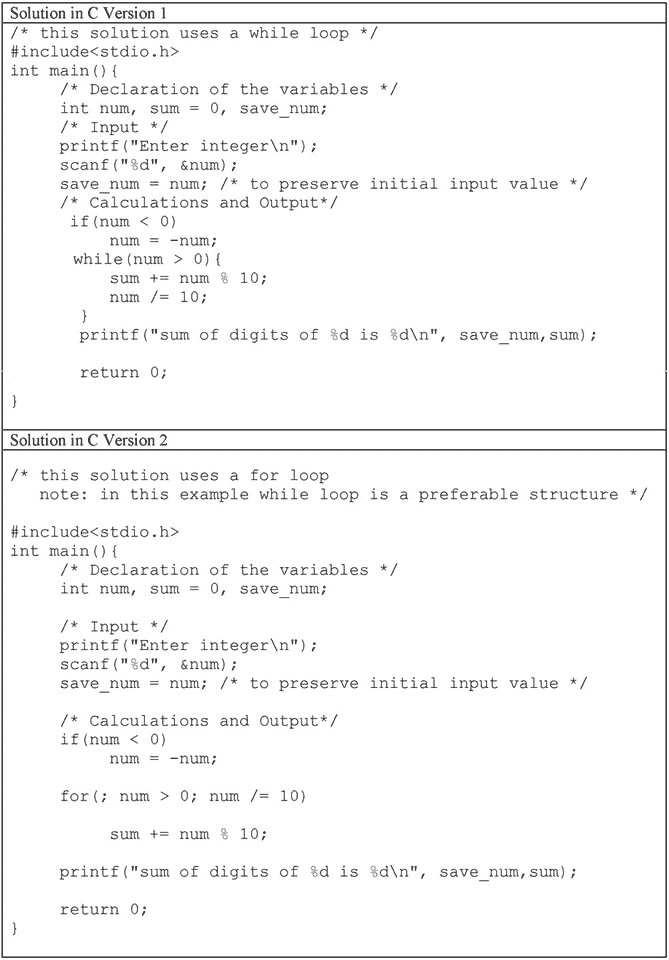 Solution in C Version 1
/* this solution uses a while loop */
#include<stdio.h>
int main(){
/* Declaration of the variables */
int num, sum = 0, save_num;
/* Input */
printf("Enter integer\n");
scanf("%d", &num);
save_num = num; /* to preserve initial input value */
/* Calculations and Output*/
if(num < 0)
num = -num;
while(num > 0){
sum += num % 10;
num /= 10;
}
printf("sum of digits of %d is %d\n", save_num,sum);
return 0;
}
Solution in C Version 2
/* this solution uses a for loop
note: in this example while loop is a preferable structure */
#include<stdio.h>
int main(){
/* Declaration of the variables */
int num, sum = 0, save_num;
/* Input */
printf("Enter integer\n");
scanf("%d", &num);
save_num = num; /* to preserve initial input value */
/* Calculations and Output*/
if(num < 0)
num = -num;
for(; num > 0; num /= 10)
sum += num % 10;
printf("sum of digits of %d is %d\n", save_num,sum);
return 0;
}